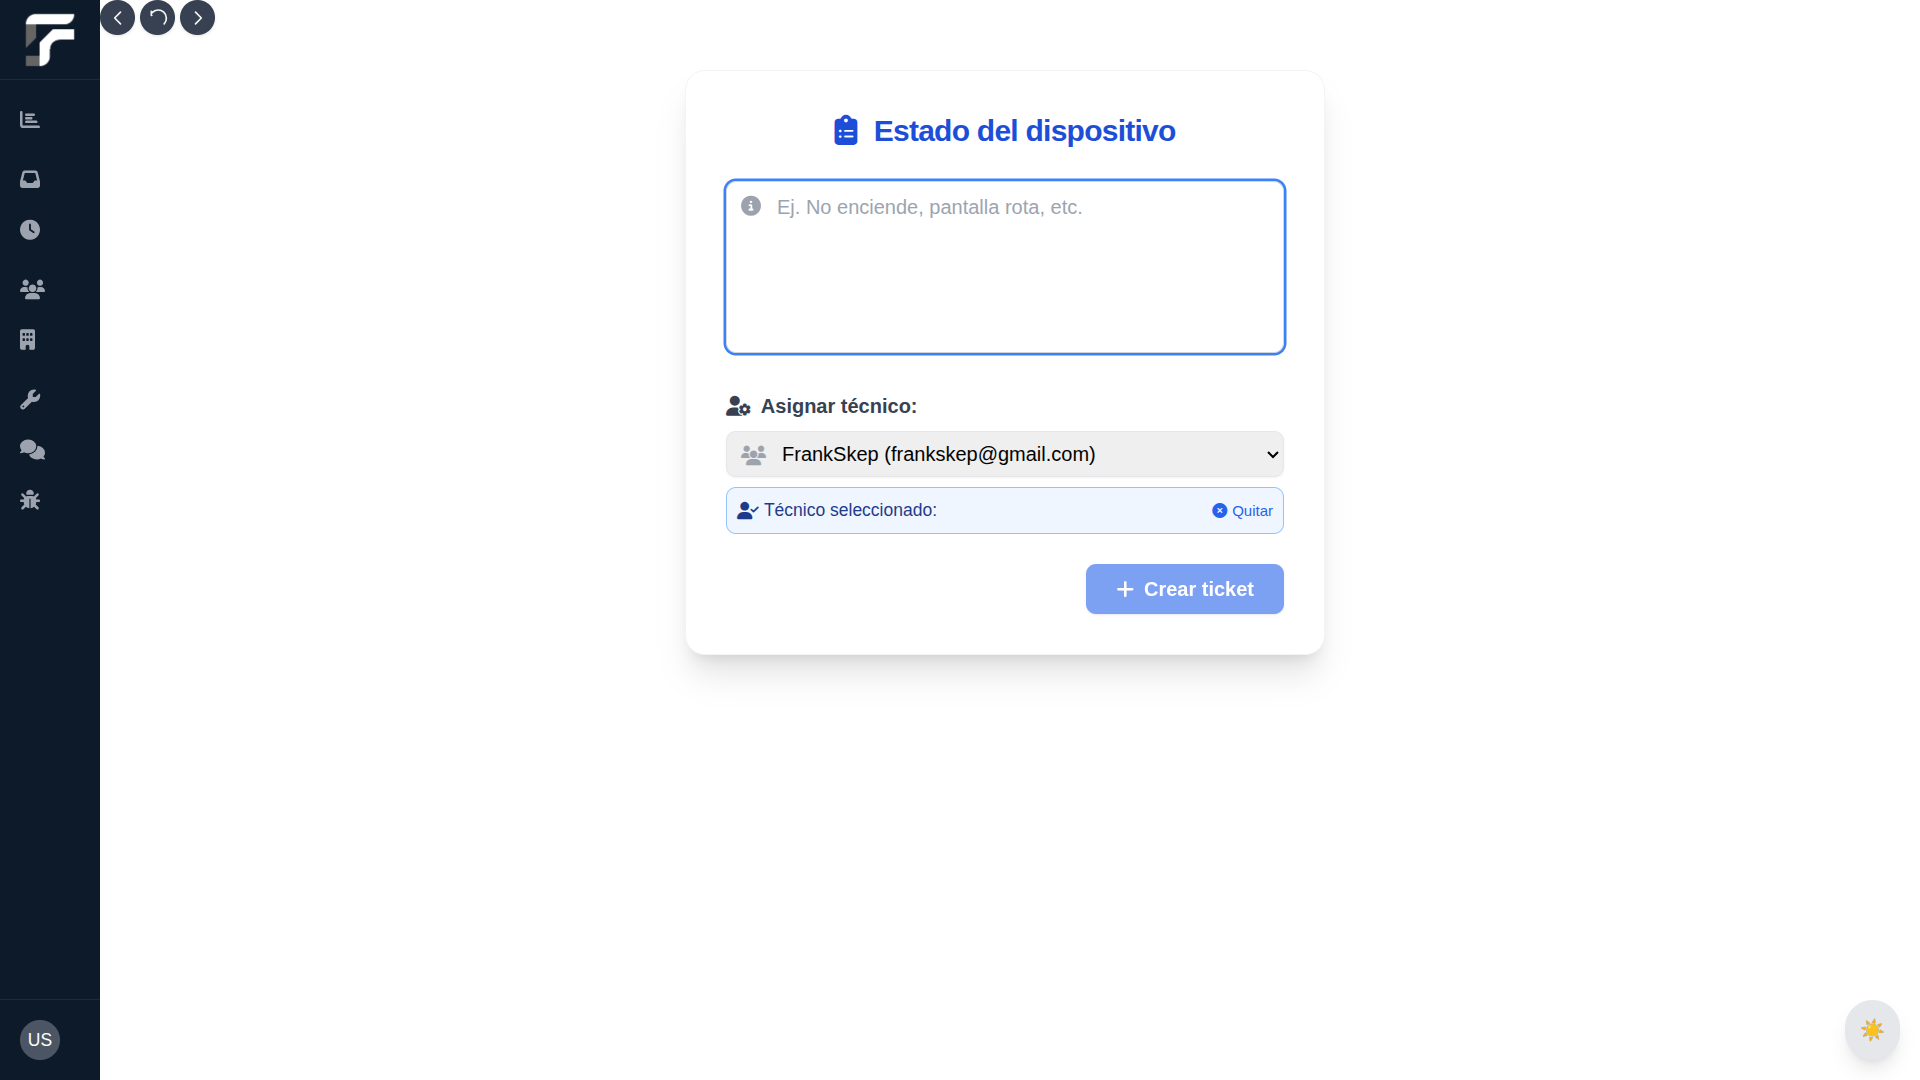 Estado del dispositivo
Ej. No enciende, pantalla rota, etc.
Asignar técnico:
FrankSkep (frankskep@gmail.com)
Técnico seleccionado:
Quitar
Crear ticket
US